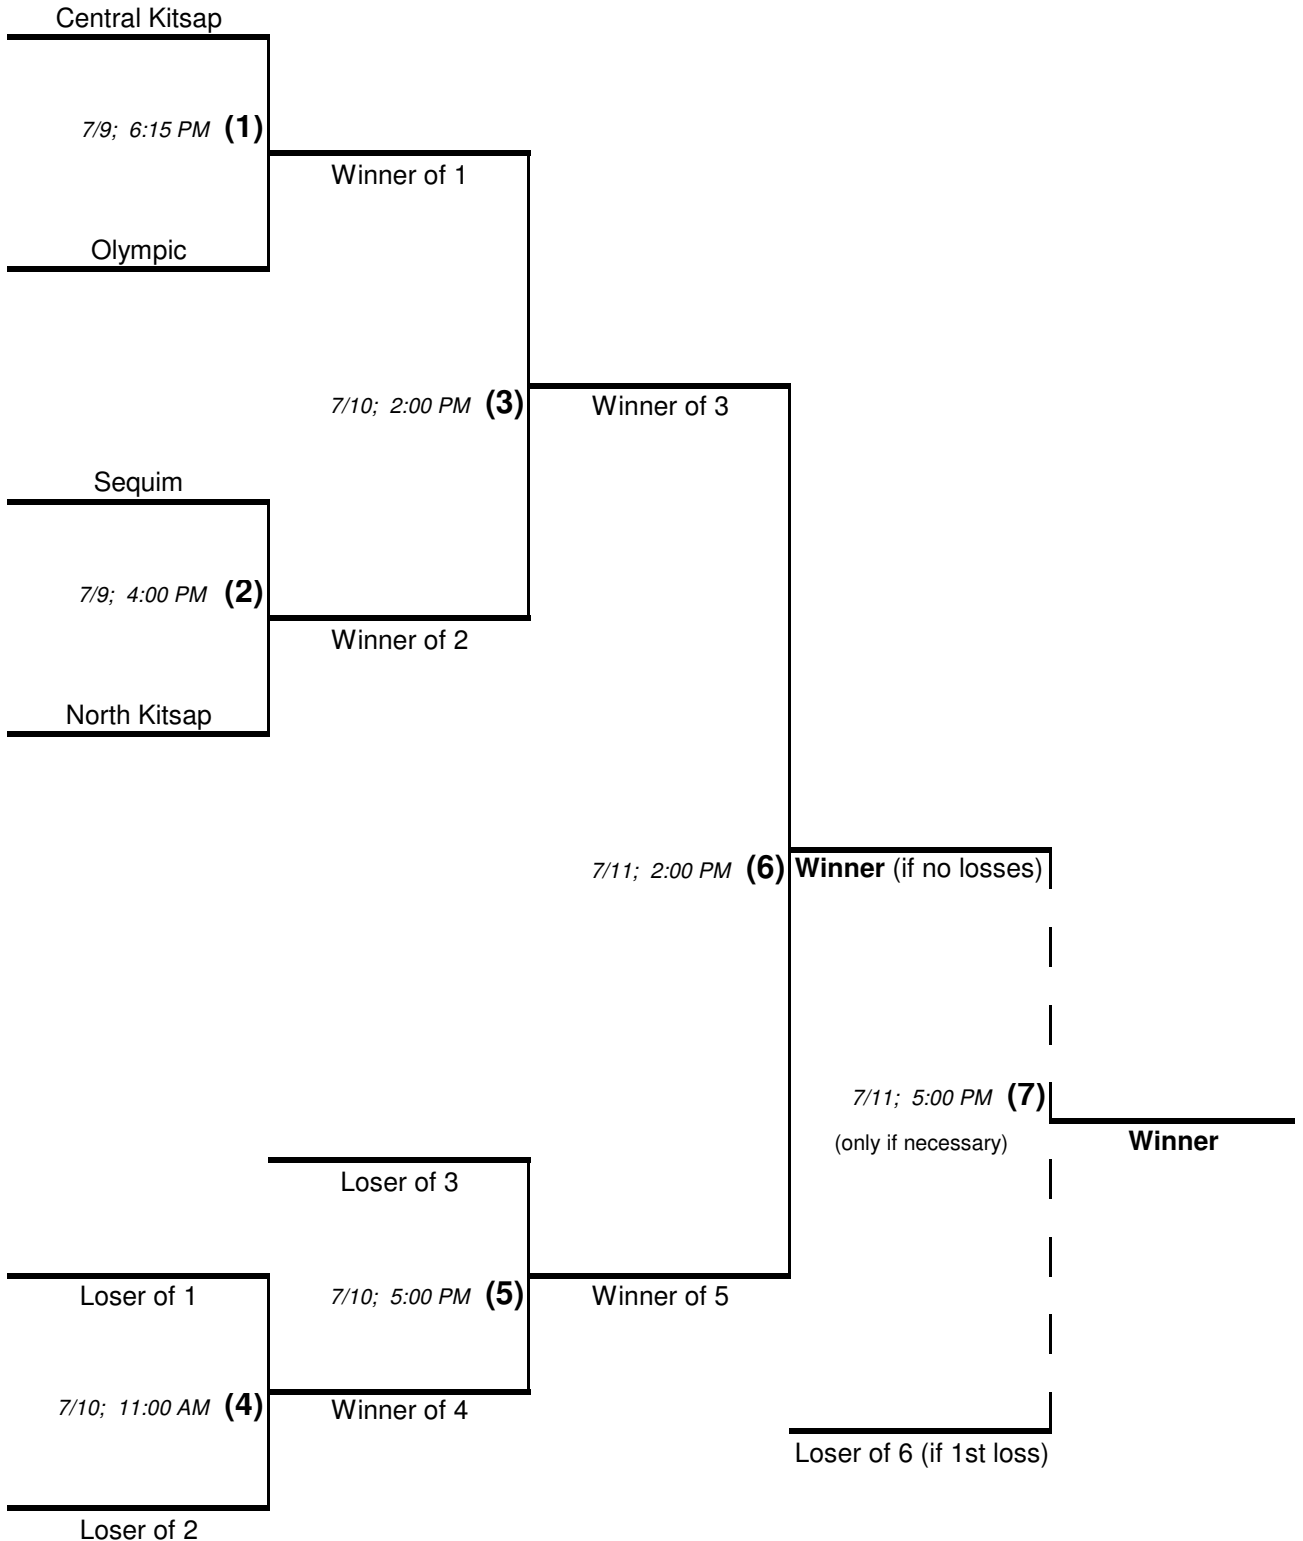 Central Kitsap
7/9; 6:15 PM (1)
Winner of 1
Olympic
7/10; 2:00 PM (3)
Winner of 3
Sequim
7/9; 4:00 PM (2)
Winner of 2
North Kitsap
7/11; 2:00 PM (6)
Winner (if no losses)
7/11; 5:00 PM (7)
(only if necessary)
Winner
Loser of 3
Loser of 1
7/10; 5:00 PM (5)
Winner of 5
7/10; 11:00 AM (4)
Winner of 4
Loser of 6 (if 1st loss)
Loser of 2